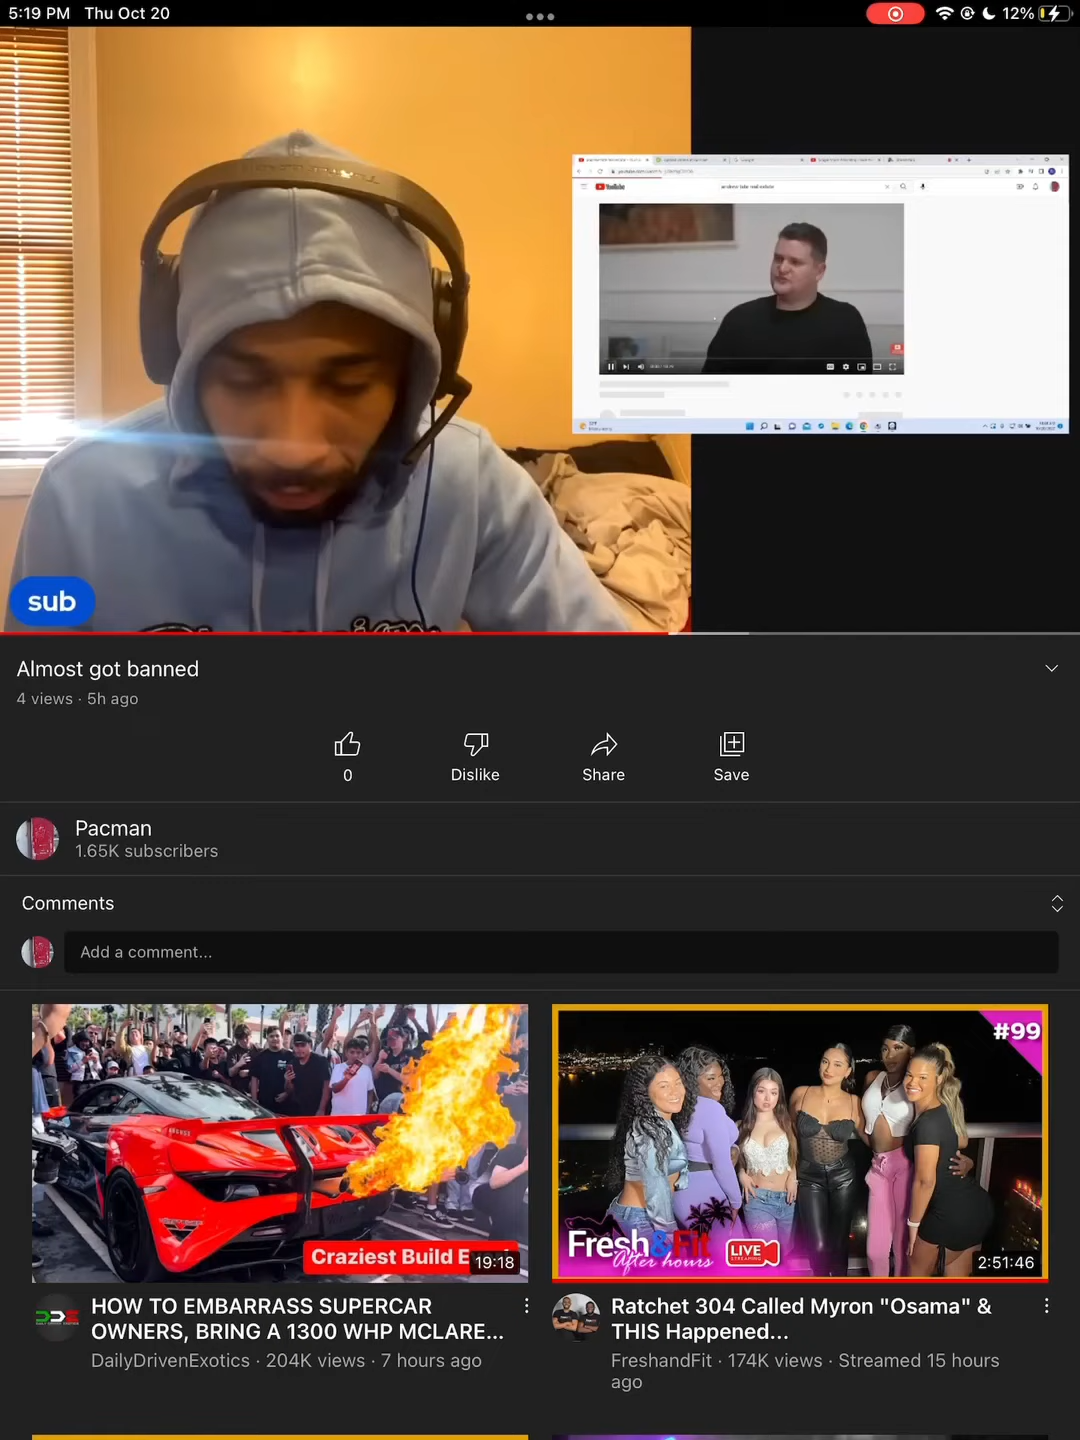 5:19 PM Thu Oct 20
12%
YouTube
sub
Almost got banned
4 views · 5h ago
0
Dislike
Share
Save
Pacman
1.65K subscribers
Comments
Add a comment...
Craziest Build E
19:18
#99
Fresh&Fit
After hours
LIVE
STREAMING
2:51:46
HOW TO EMBARRASS SUPERCAR
OWNERS, BRING A 1300 WHP MCLARE...
DailyDrivenExotics · 204K views · 7 hours ago
Ratchet 304 Called Myron "Osama" &
THIS Happened...
FreshandFit · 174K views · Streamed 15 hours
ago